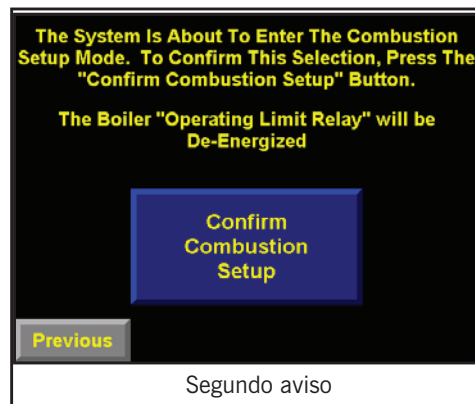 The System Is About To Enter The Combustion
Setup Mode. To Confirm This Selection, Press The
"Confirm Combustion Setup" Button.
The Boiler "Operating Limit Relay" will be
De-Energized
Confirm
Combustion
Setup
Previous
Segundo aviso